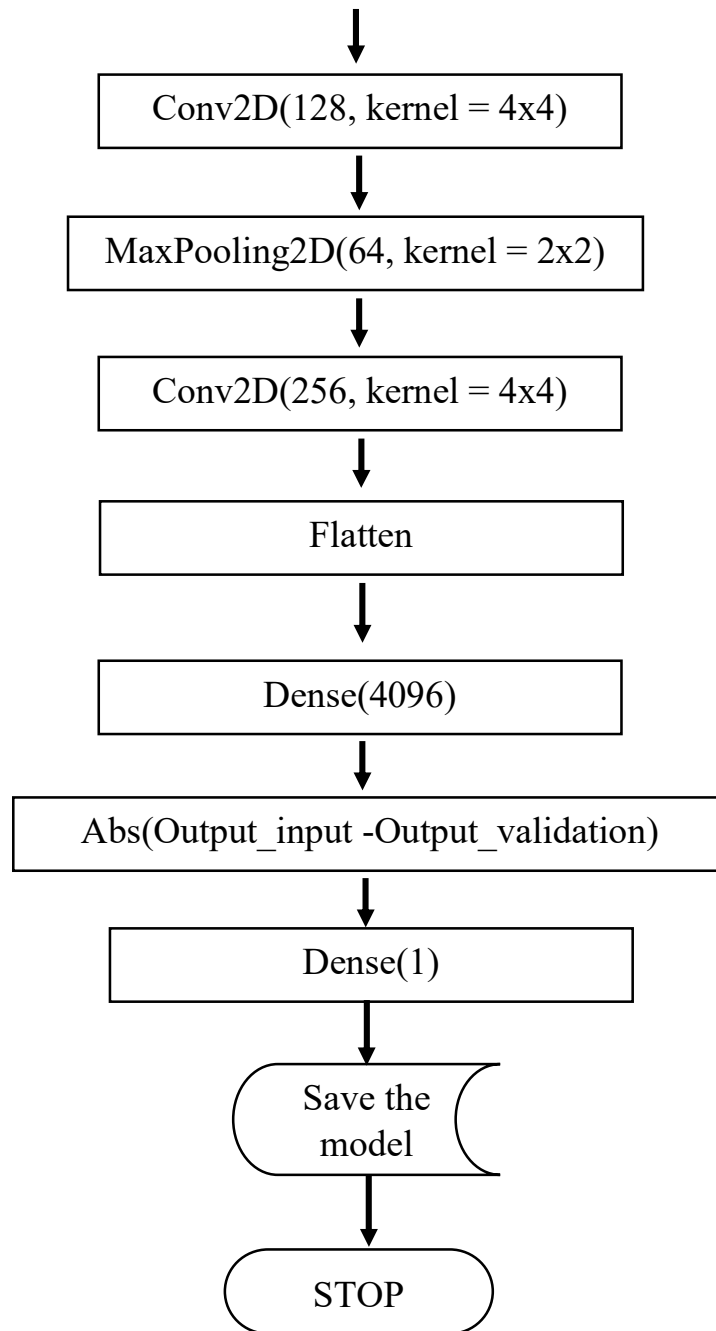 Conv2D(128, kernel = 4x4)
MaxPooling2D(64, kernel = 2x2)
Conv2D(256, kernel = 4x4)
Flatten
Dense(4096)
Abs(Output_input -Output_validation)
Dense(1)
Save the
model
STOP